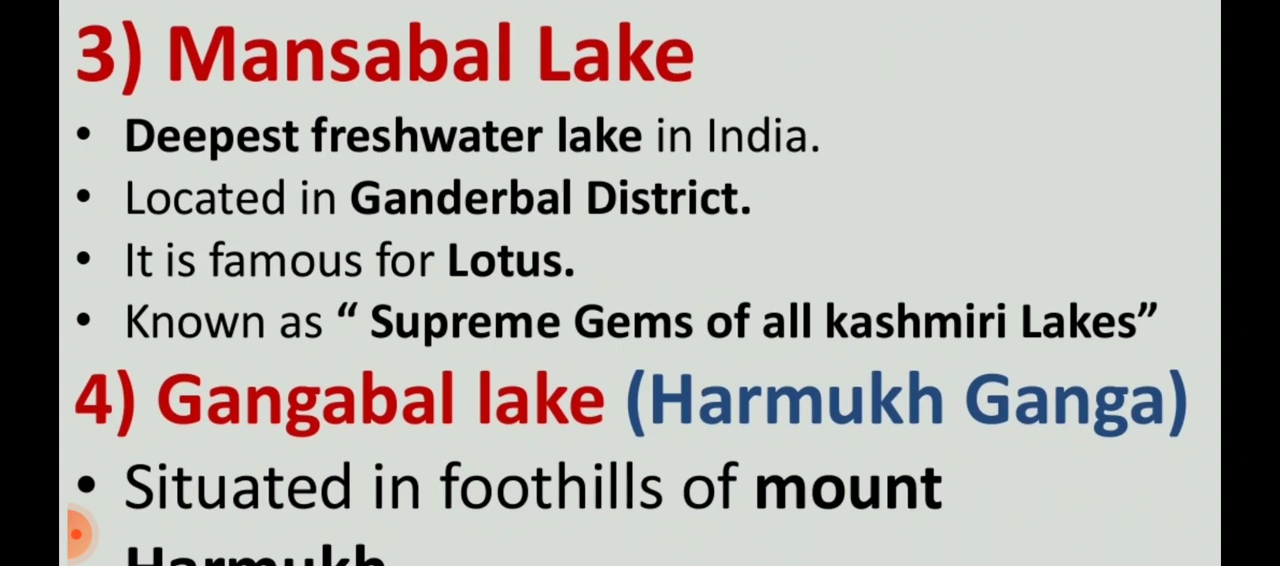 3) Mansabal Lake
• Deepest freshwater lake in India.
• Located in Ganderbal District.
• It is famous for Lotus.
• Known as “ Supreme Gems of all kashmiri Lakes”
4) Gangabal lake (Harmukh Ganga)
• Situated in foothills of mount
Harmukh